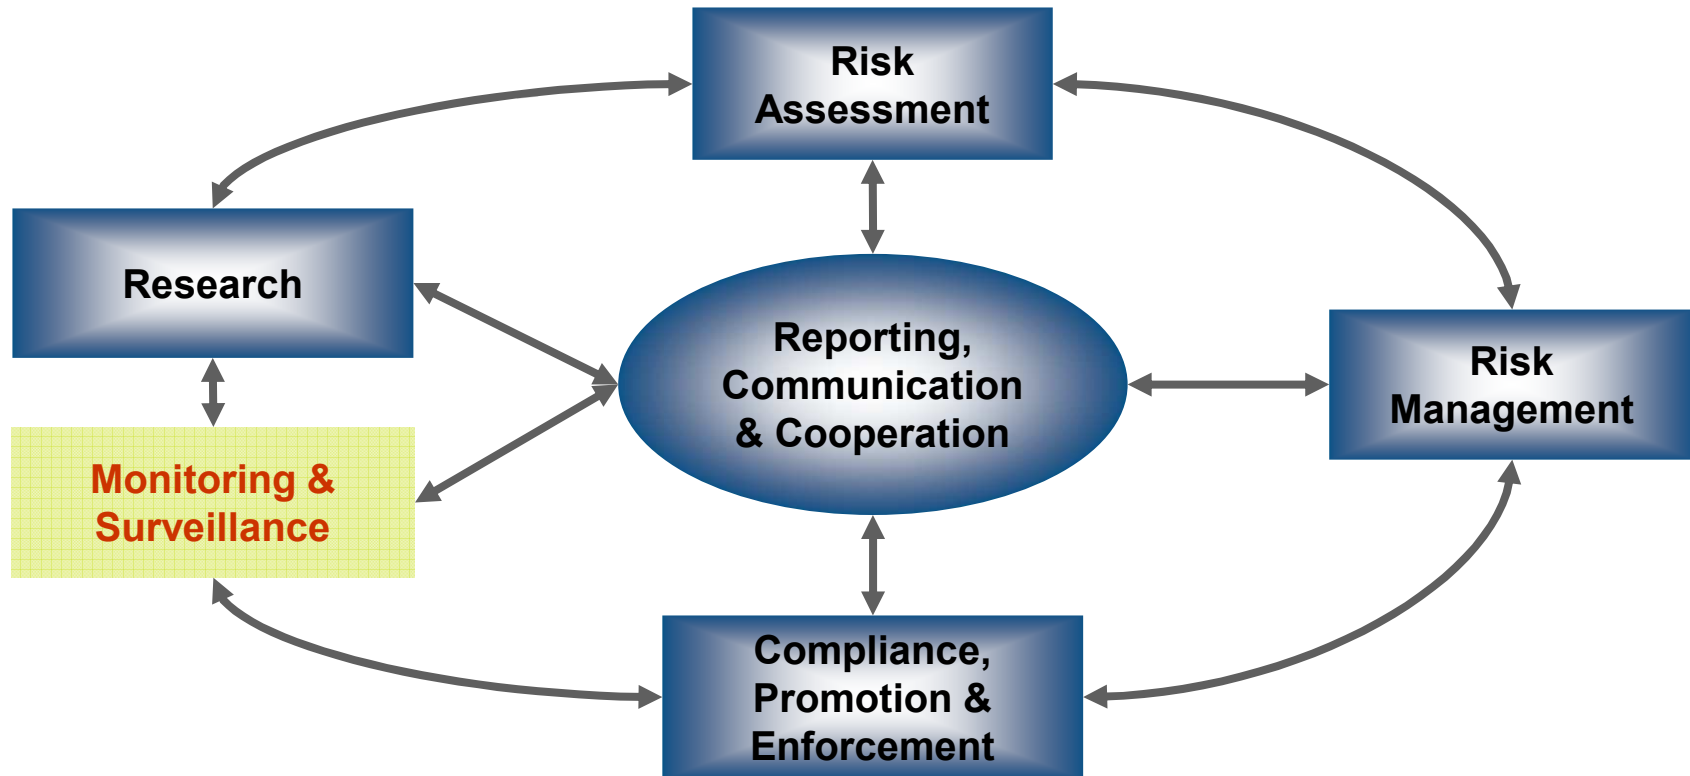 Risk
Assessment
Research
Reporting,
Communication
& Cooperation
Risk
Management
Monitoring &
Surveillance
Compliance,
Promotion &
Enforcement